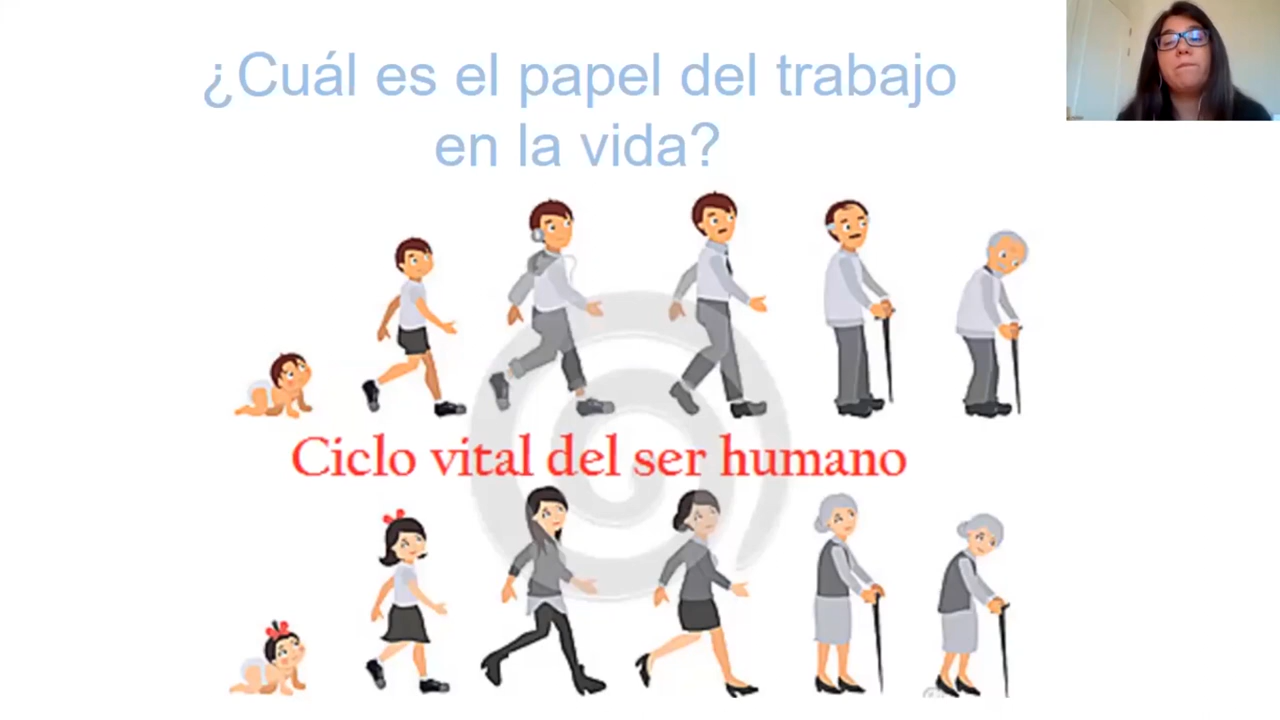 ¿Cuál es el papel del trabajo
en la vida?
Ciclo vital del ser humano